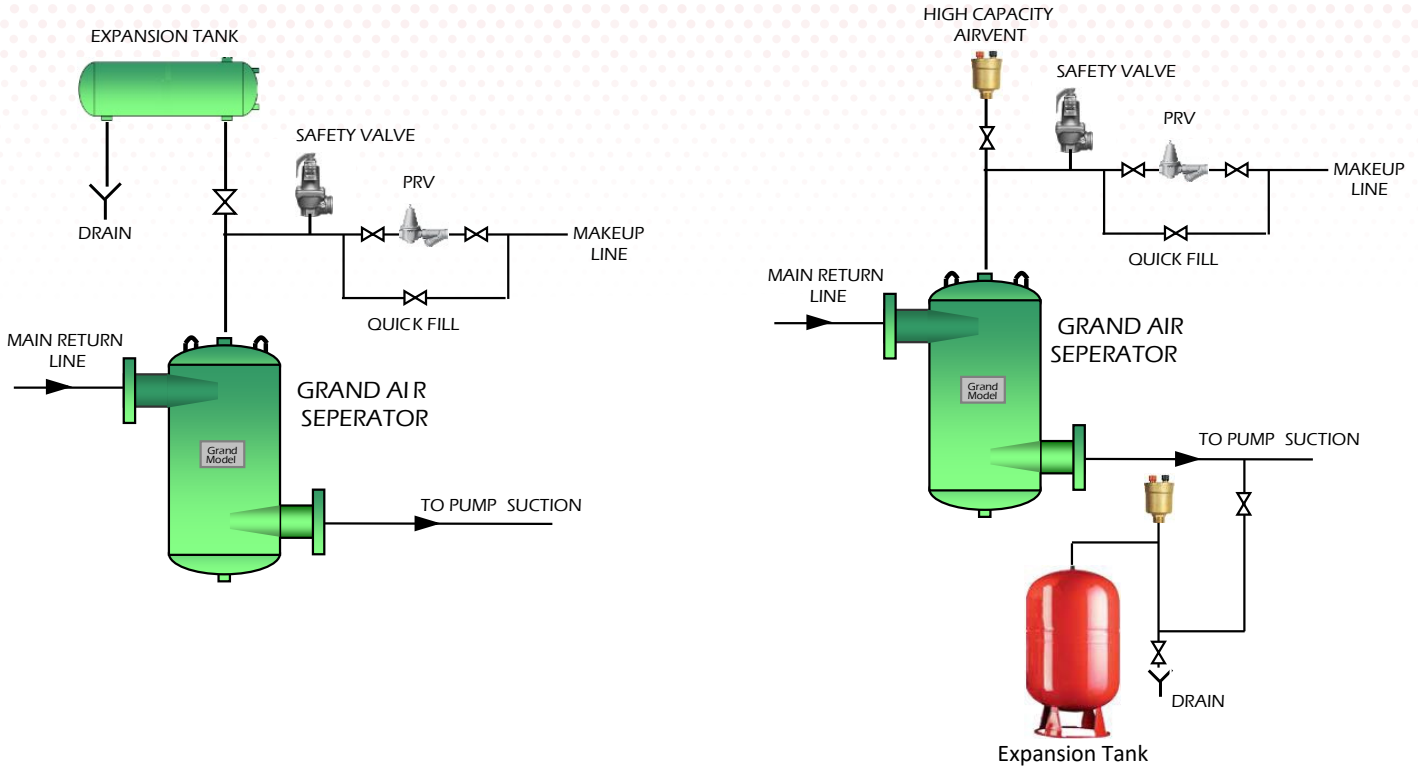 EXPANSION TANK
SAFETY VALVE
PRV
DRAIN
MAKEUP
LINE
QUICK FILL
MAIN RETURN
LINE
GRAND AIR
SEPERATOR
Grand
Model
TO PUMP SUCTION
HIGH CAPACITY
AIRVENT
SAFETY VALVE
PRV
MAKEUP
LINE
QUICK FILL
MAIN RETURN
LINE
GRAND AIR
SEPERATOR
Grand
Model
TO PUMP SUCTION
DRAIN
Expansion Tank